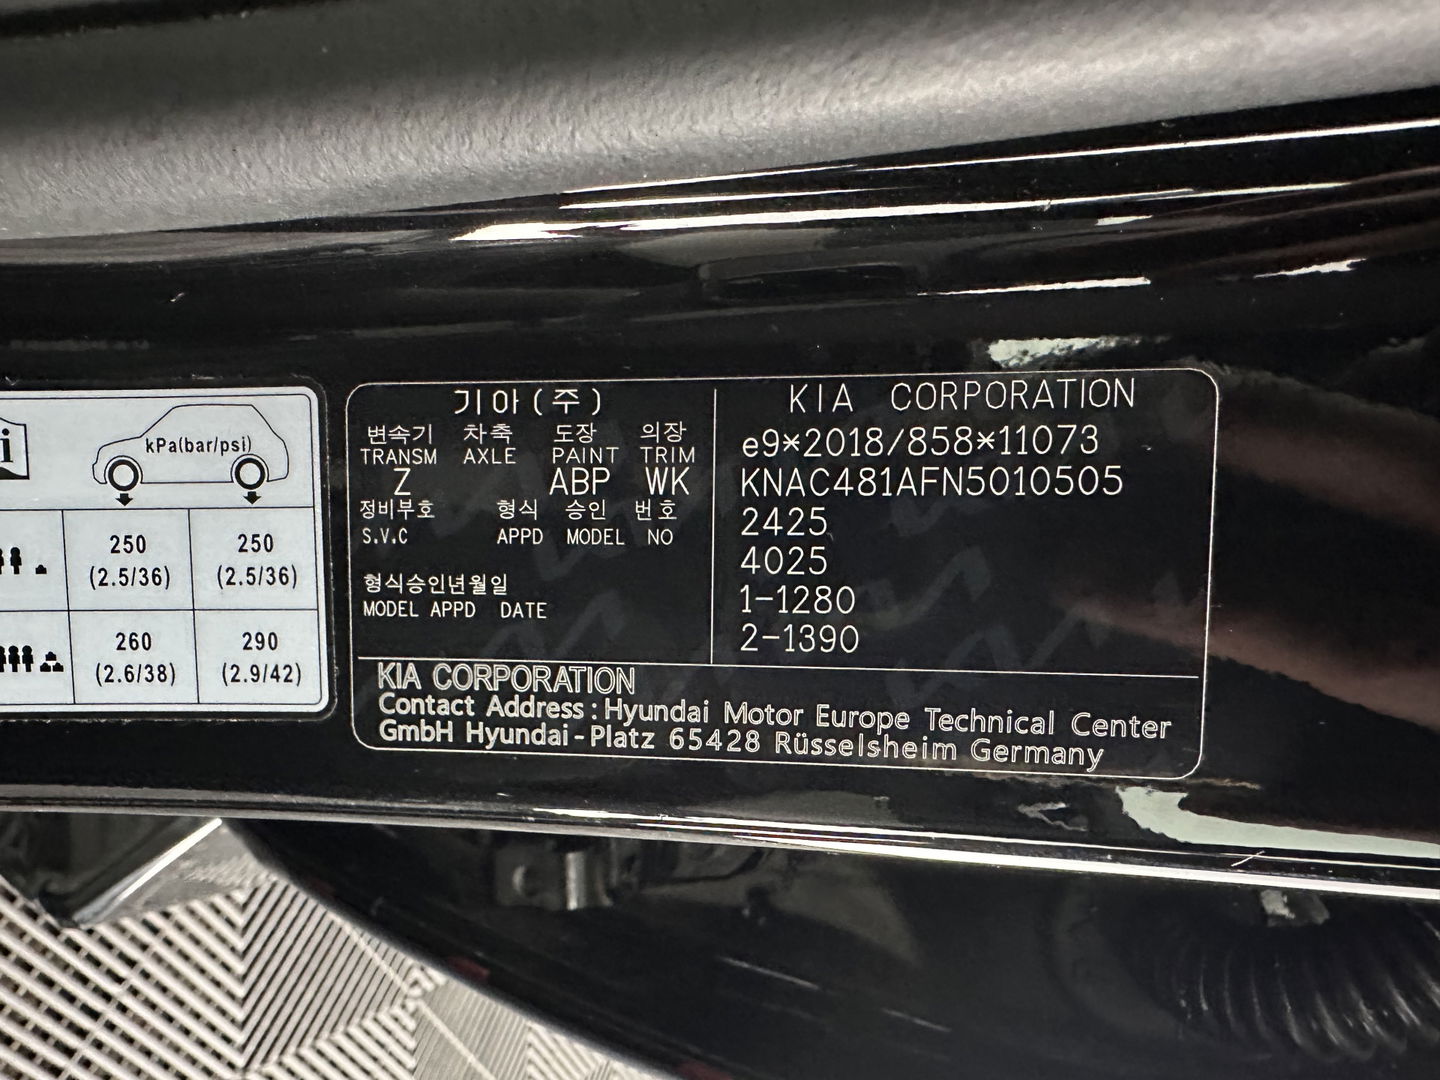 i
kPa(bar/psi)
250 250
(2.5/36) (2.5/36)
260 290
(2.6/38) (2.9/42)
기아(주)
변속기 차축 도장 의장
TRANSM AXLE PAINT TRIM
Z ABP WK
정비부호 형식 승인 번호
S.V.C APPD MODEL NO
형식승인년월일
MODEL APPD DATE
KIA CORPORATION
e9*2018/858*11073
KNAC481AFN5010505
2425
4025
1-1280
2-1390
KIA CORPORATION
Contact Address : Hyundai Motor Europe Technical Center
GmbH Hyundai-Platz 65428 Rüsselsheim Germany